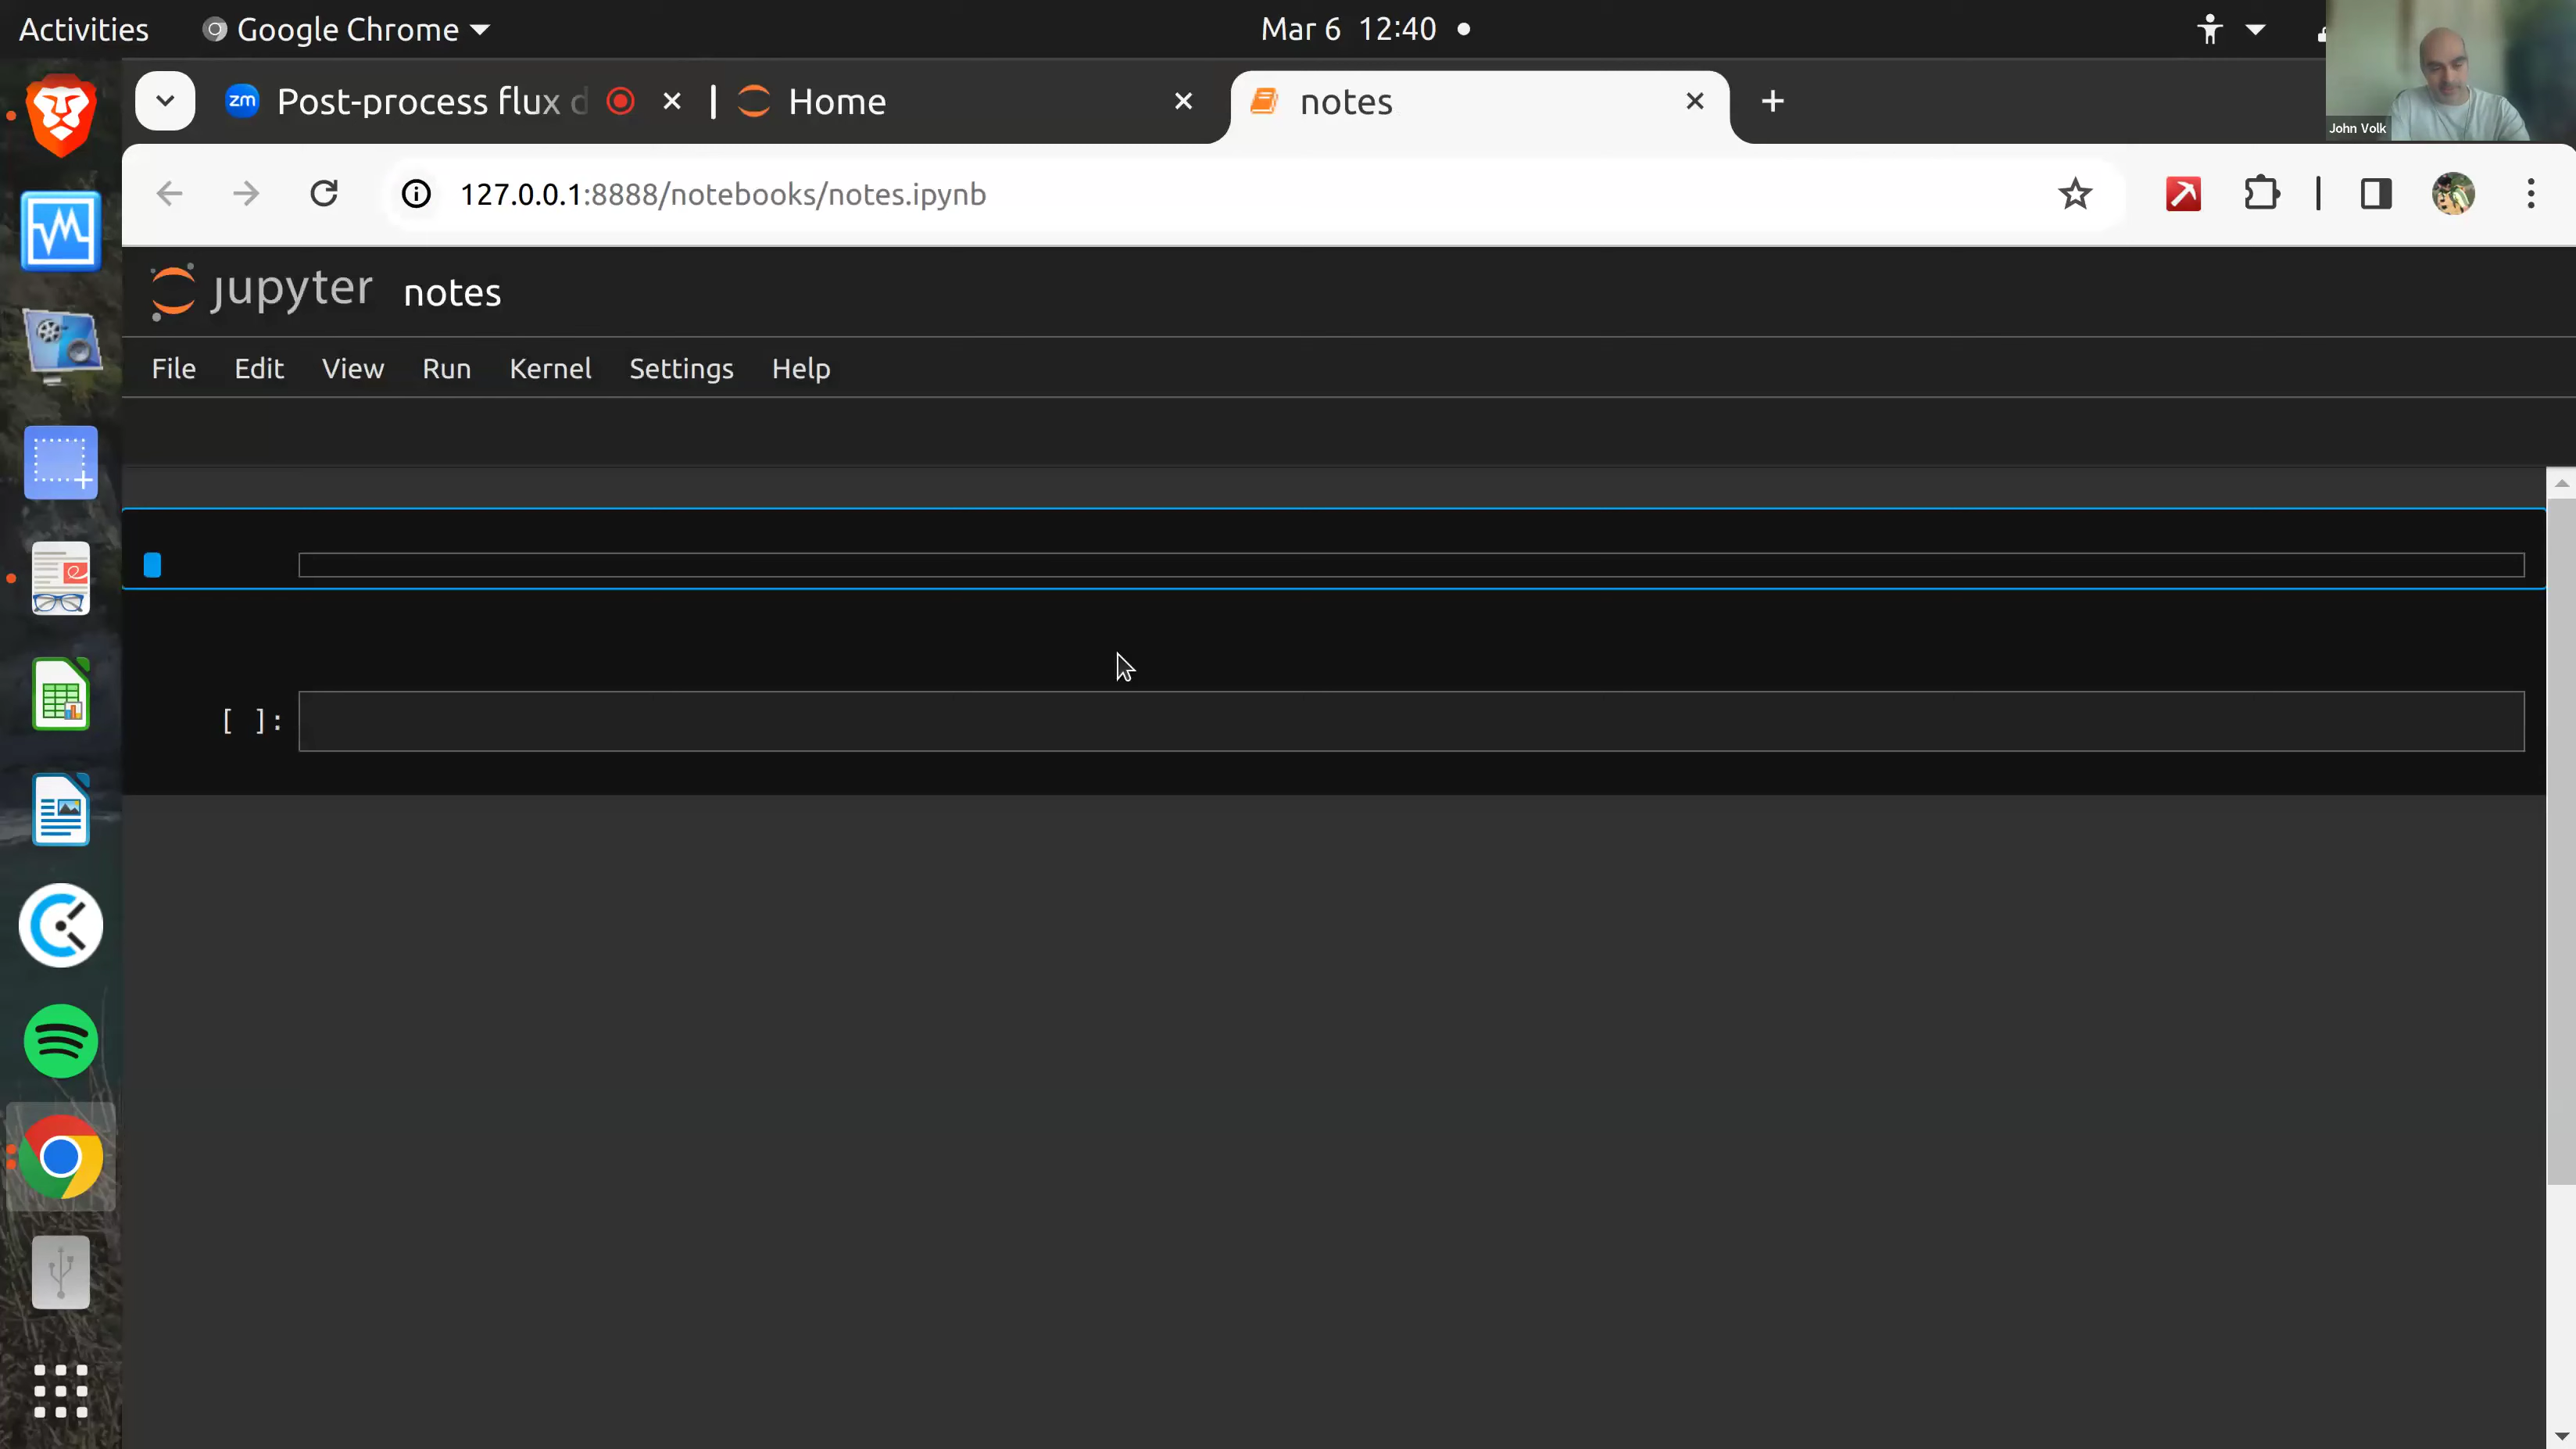 Activities Google Chrome Mar 6 12:40
John Volk
zm Post-process flux d Home notes
127.0.0.1:8888/notebooks/notes.ipynb
jupyter notes
File Edit View Run Kernel Settings Help
[ ]: